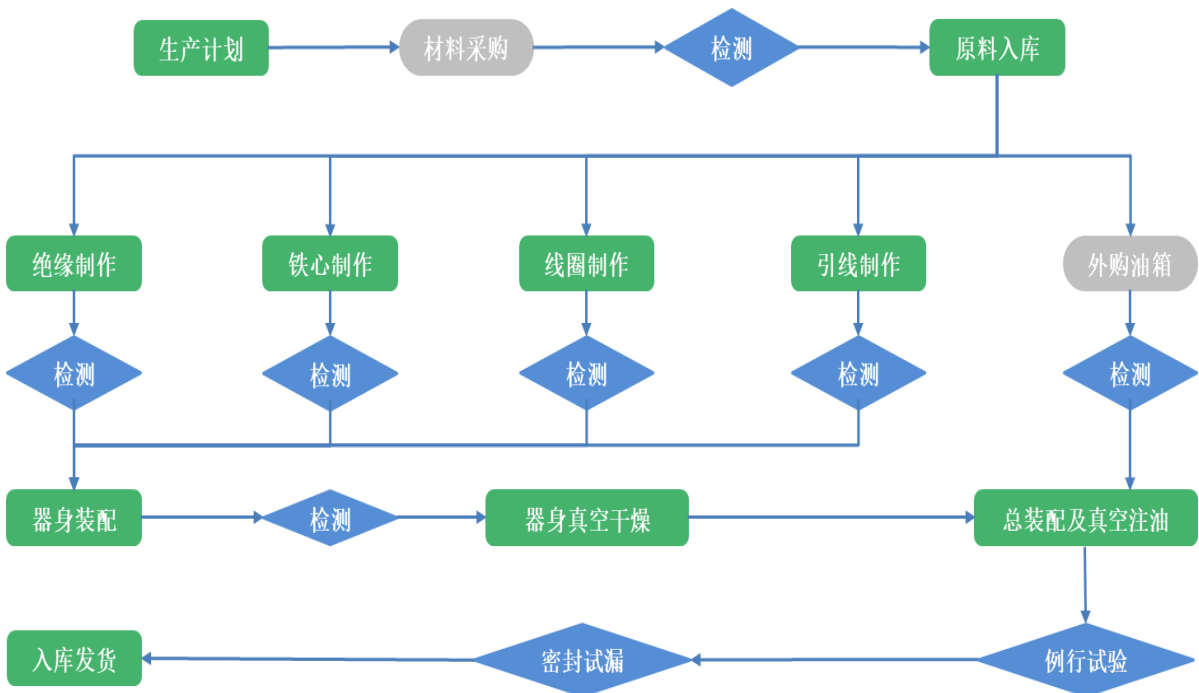 生产计划
材料采购
检测
原料入库
绝缘制作
铁心制作
线圈制作
引线制作
外购油箱
检测
检测
检测
检测
检测
器身装配
检测
器身真空干燥
总装配及真空注油
入库发货
密封试漏
例行试验